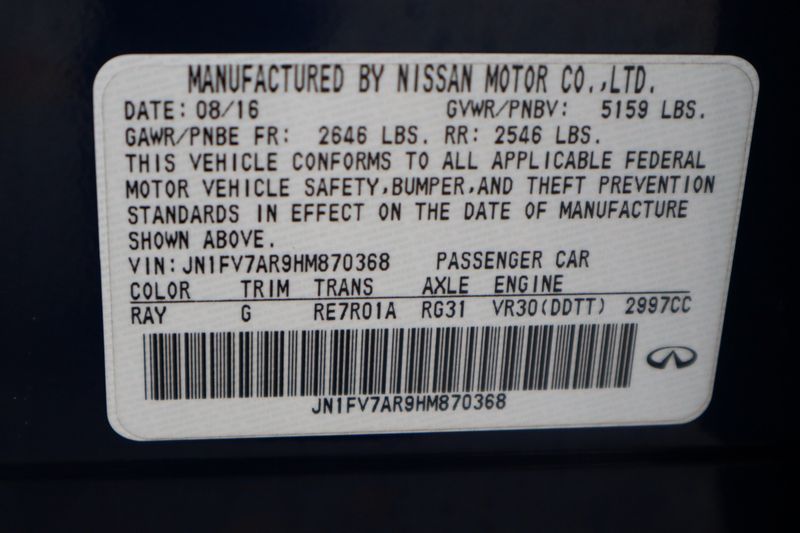 MANUFACTURED BY NISSAN MOTOR CO.,LTD.
DATE: 08/16 GVWR/PNBV: 5159 LBS.
GAWR/PNBE FR: 2646 LBS. RR: 2546 LBS.
THIS VEHICLE CONFORMS TO ALL APPLICABLE FEDERAL
MOTOR VEHICLE SAFETY,BUMPER,AND THEFT PREVENTION
STANDARDS IN EFFECT ON THE DATE OF MANUFACTURE
SHOWN ABOVE.
VIN:JN1FV7AR9HM870368 PASSENGER CAR
COLOR TRIM TRANS AXLE ENGINE
RAY G RE7R01A RG31 VR30(DDTT) 2997CC
JN1FV7AR9HM870368